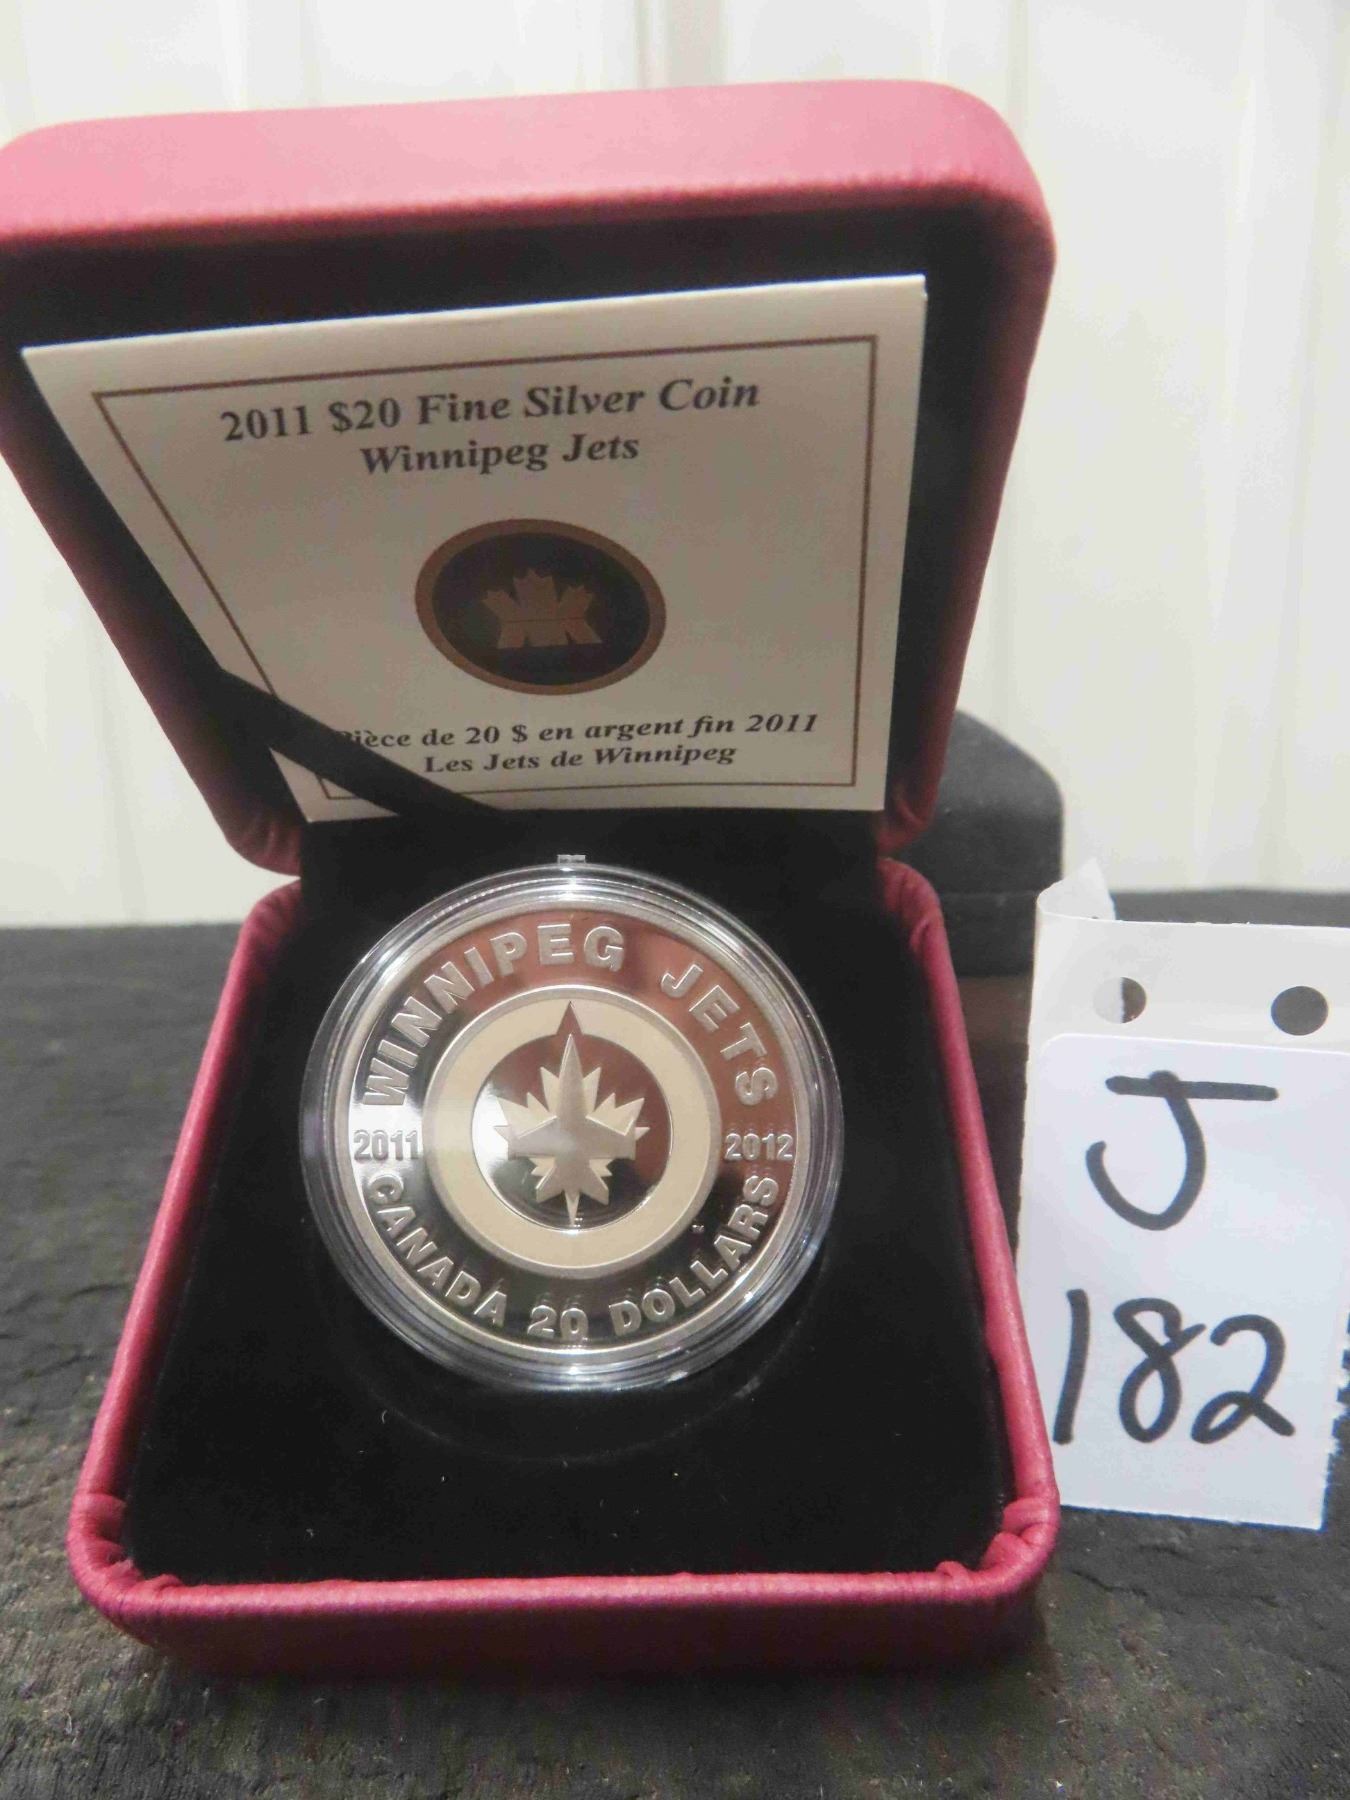 2011 $20 Fine Silver Coin
Winnipeg Jets
Pièce de 20 $ en argent fin 2011
Les Jets de Winnipeg
WINNIPEG JETS
2011 2012
CANADA 20 DOLLARS
J
182